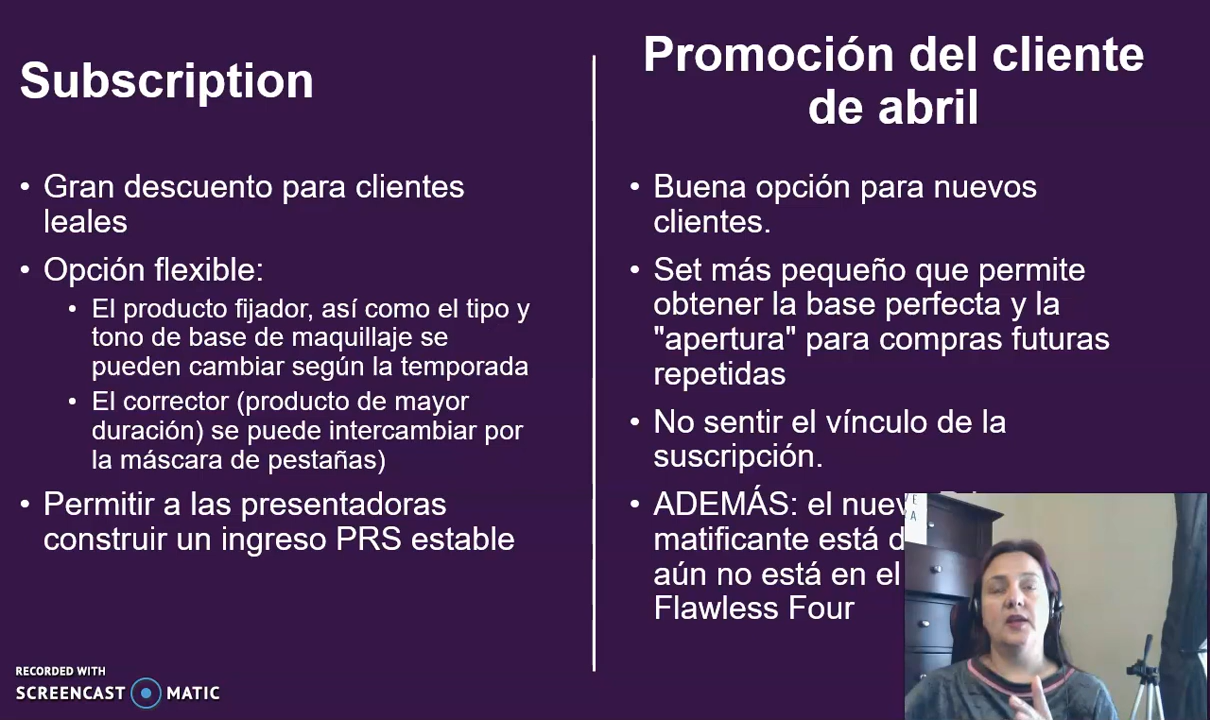 Subscription
• Gran descuento para clientes
leales
• Opción flexible:
• El producto fijador, así como el tipo y
tono de base de maquillaje se
pueden cambiar según la temporada
• El corrector (producto de mayor
duración) se puede intercambiar por
la máscara de pestañas)
• Permitir a las presentadoras
construir un ingreso PRS estable
Promoción del cliente
de abril
• Buena opción para nuevos
clientes.
• Set más pequeño que permite
obtener la base perfecta y la
"apertura" para compras futuras
repetidas
• No sentir el vínculo de la
suscripción.
• ADEMÁS: el
matificante está
aún no está en el
Flawless Four
RECORDED WITH
SCREENCAST MATIC